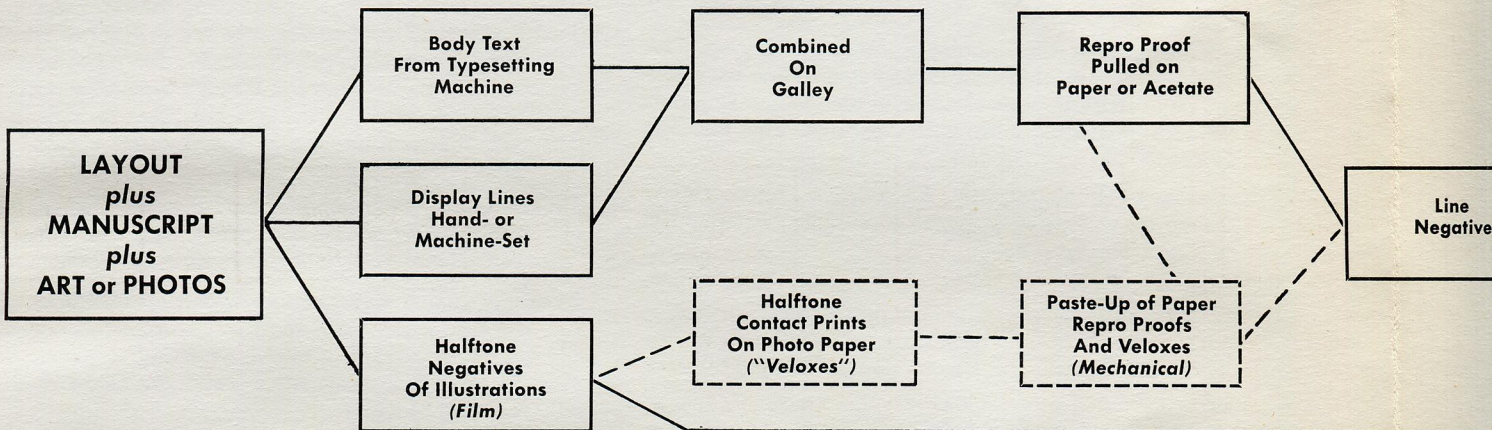 LAYOUT
plus
MANUSCRIPT
plus
ART or PHOTOS
Body Text
From Typesetting
Machine
Display Lines
Hand- or
Machine-Set
Halftone
Negatives
Of Illustrations
(Film)
Combined
On
Galley
Halftone
Contact Prints
On Photo Paper
("Veloxes")
Repro Proof
Pulled on
Paper or Acetate
Paste-Up of Paper
Repro Proofs
And Veloxes
(Mechanical)
Line
Negative